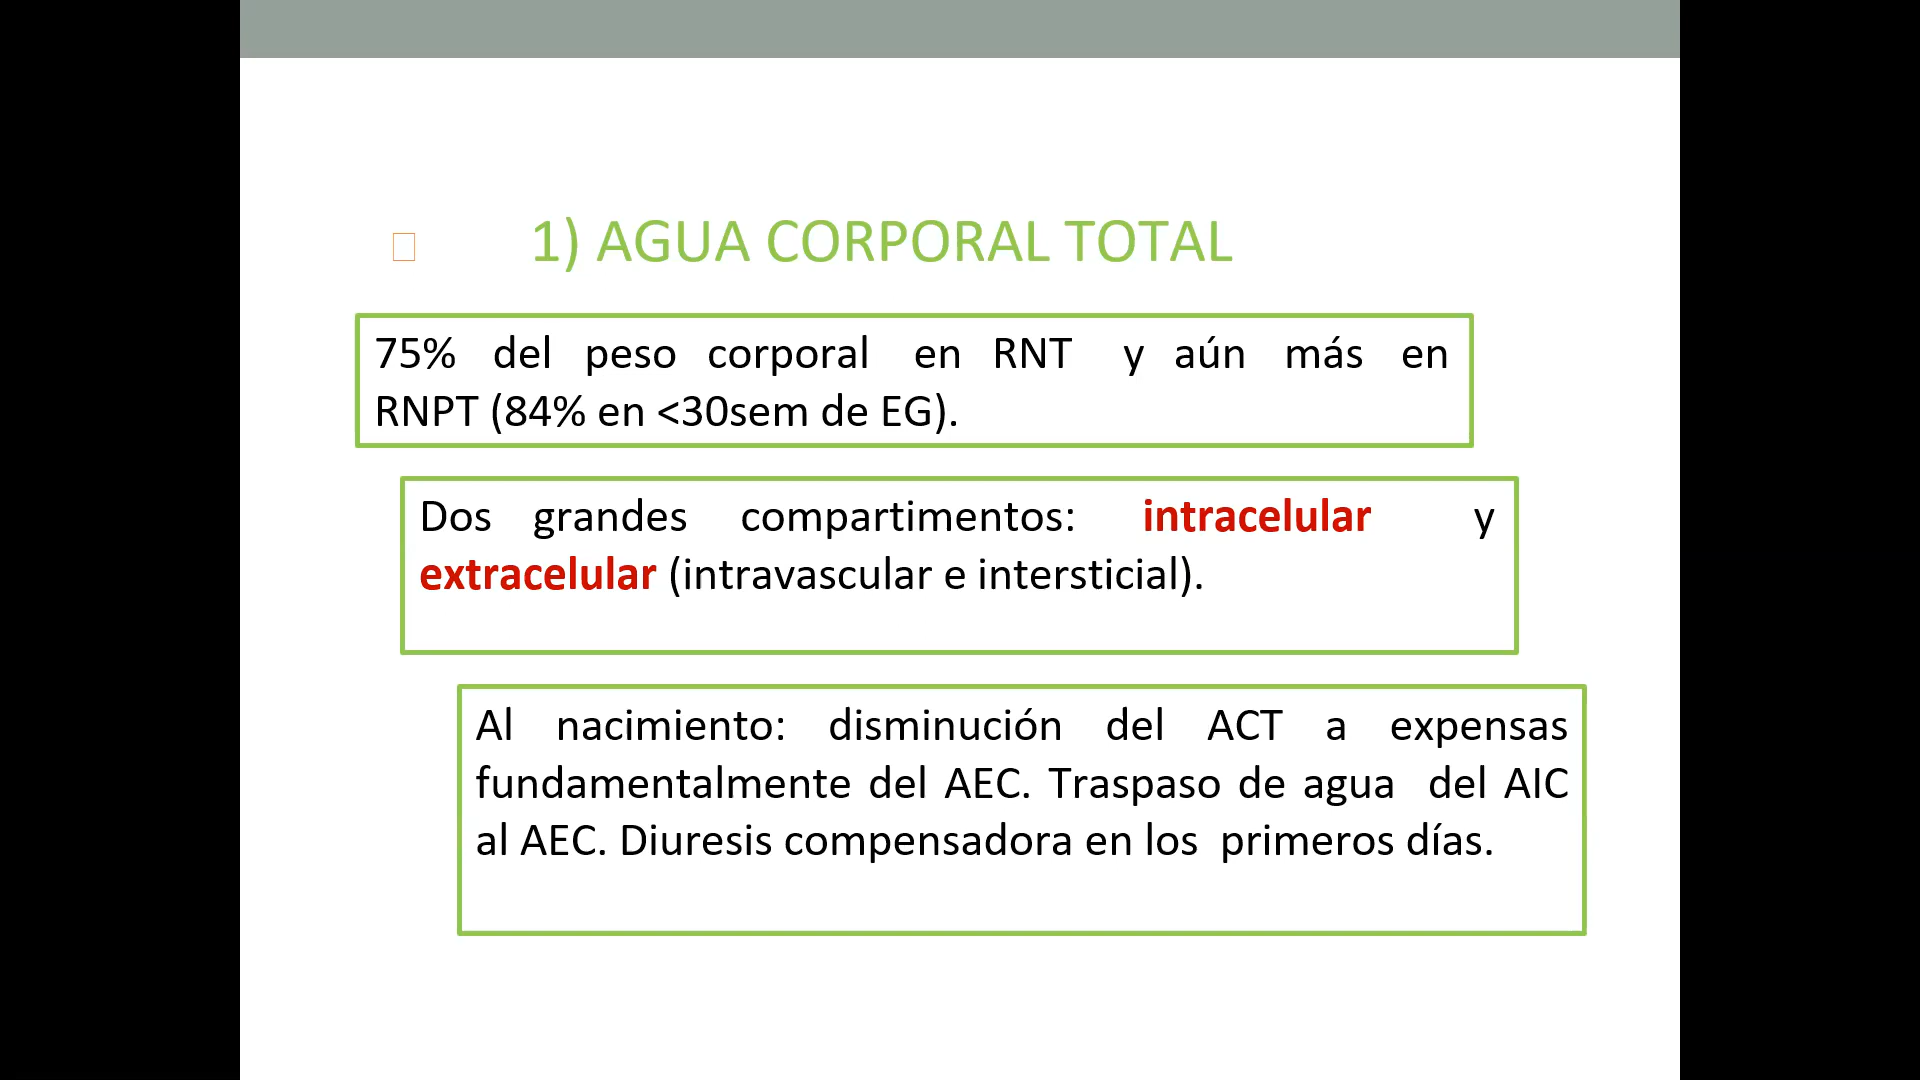 1) AGUA CORPORAL TOTAL
75% del peso corporal en RNT y aún más en
RNPT (84% en <30sem de EG).
Dos grandes compartimentos: intracelular y
extracelular (intravascular e intersticial).
Al nacimiento: disminución del ACT a expensas
fundamentalmente del AEC. Traspaso de agua del AIC
al AEC. Diuresis compensadora en los primeros días.